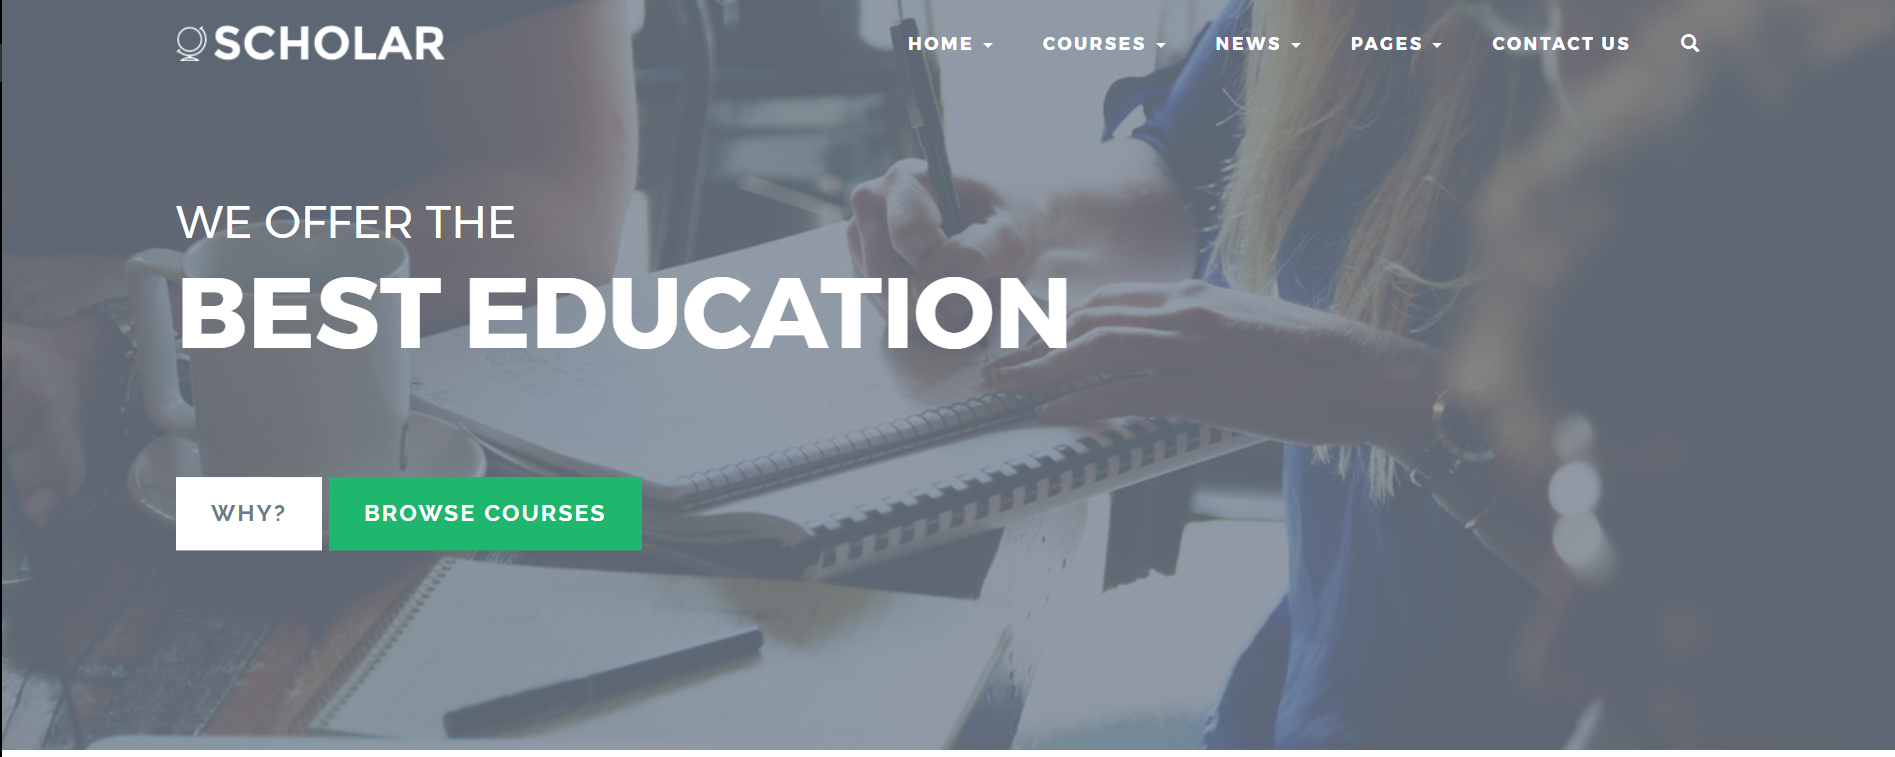 SCHOLAR
HOME
COURSES
NEWS
PAGES
CONTACT US
WE OFFER THE
BEST EDUCATION
WHY?
BROWSE COURSES